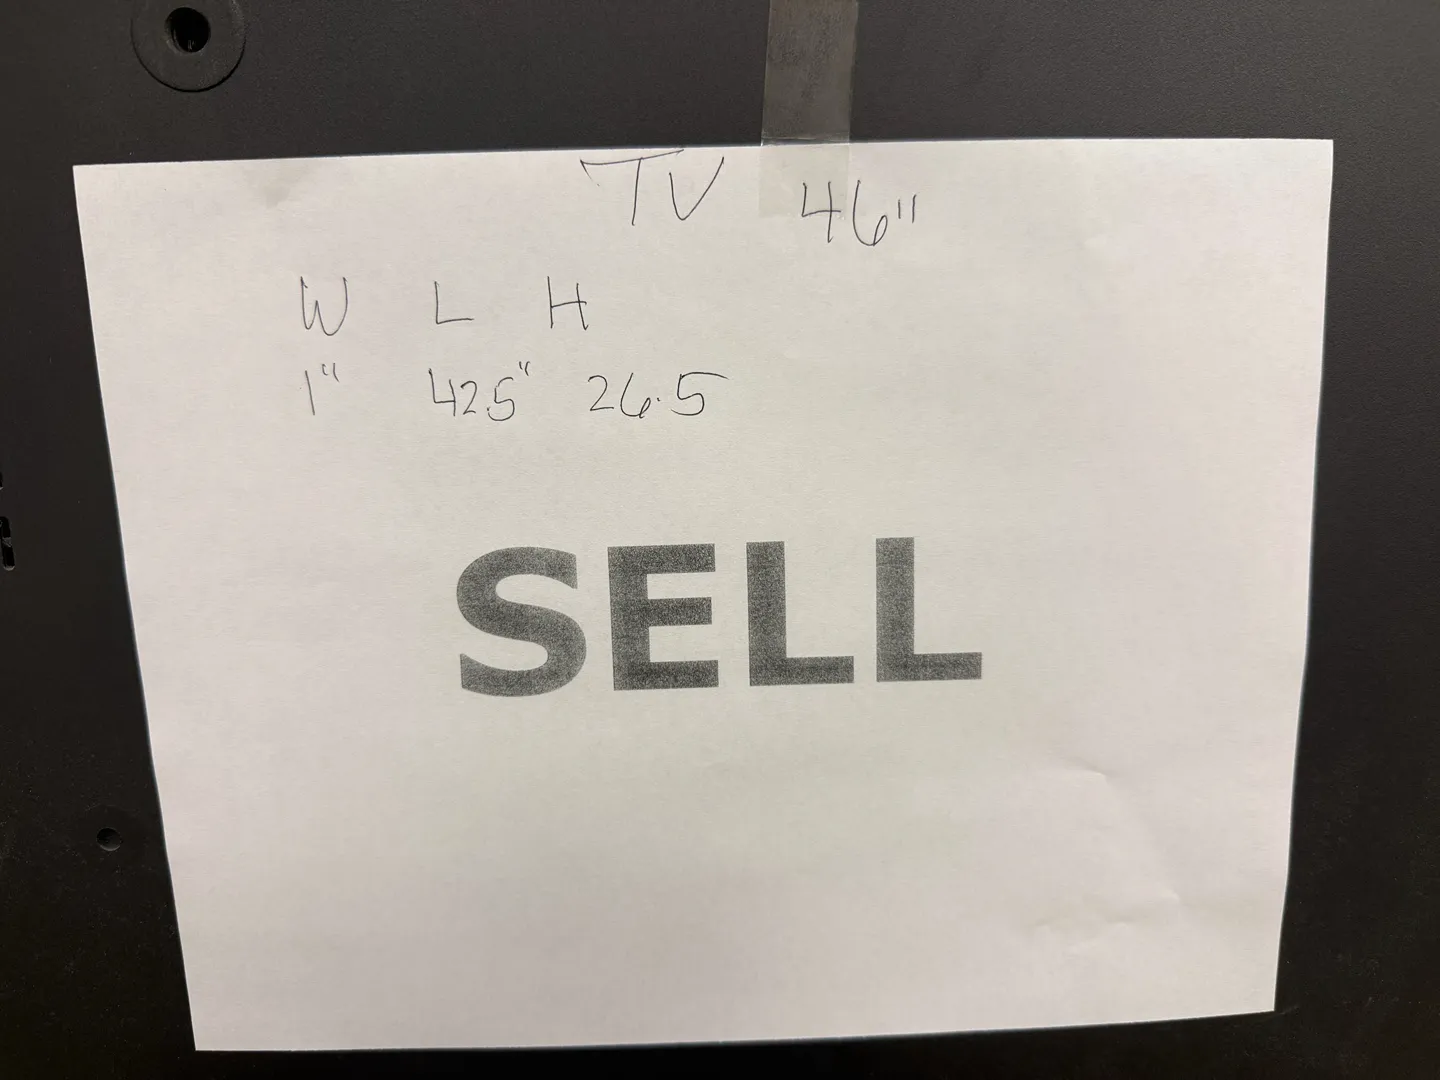 TV 46"
W L H
1" 42.5" 26.5
SELL